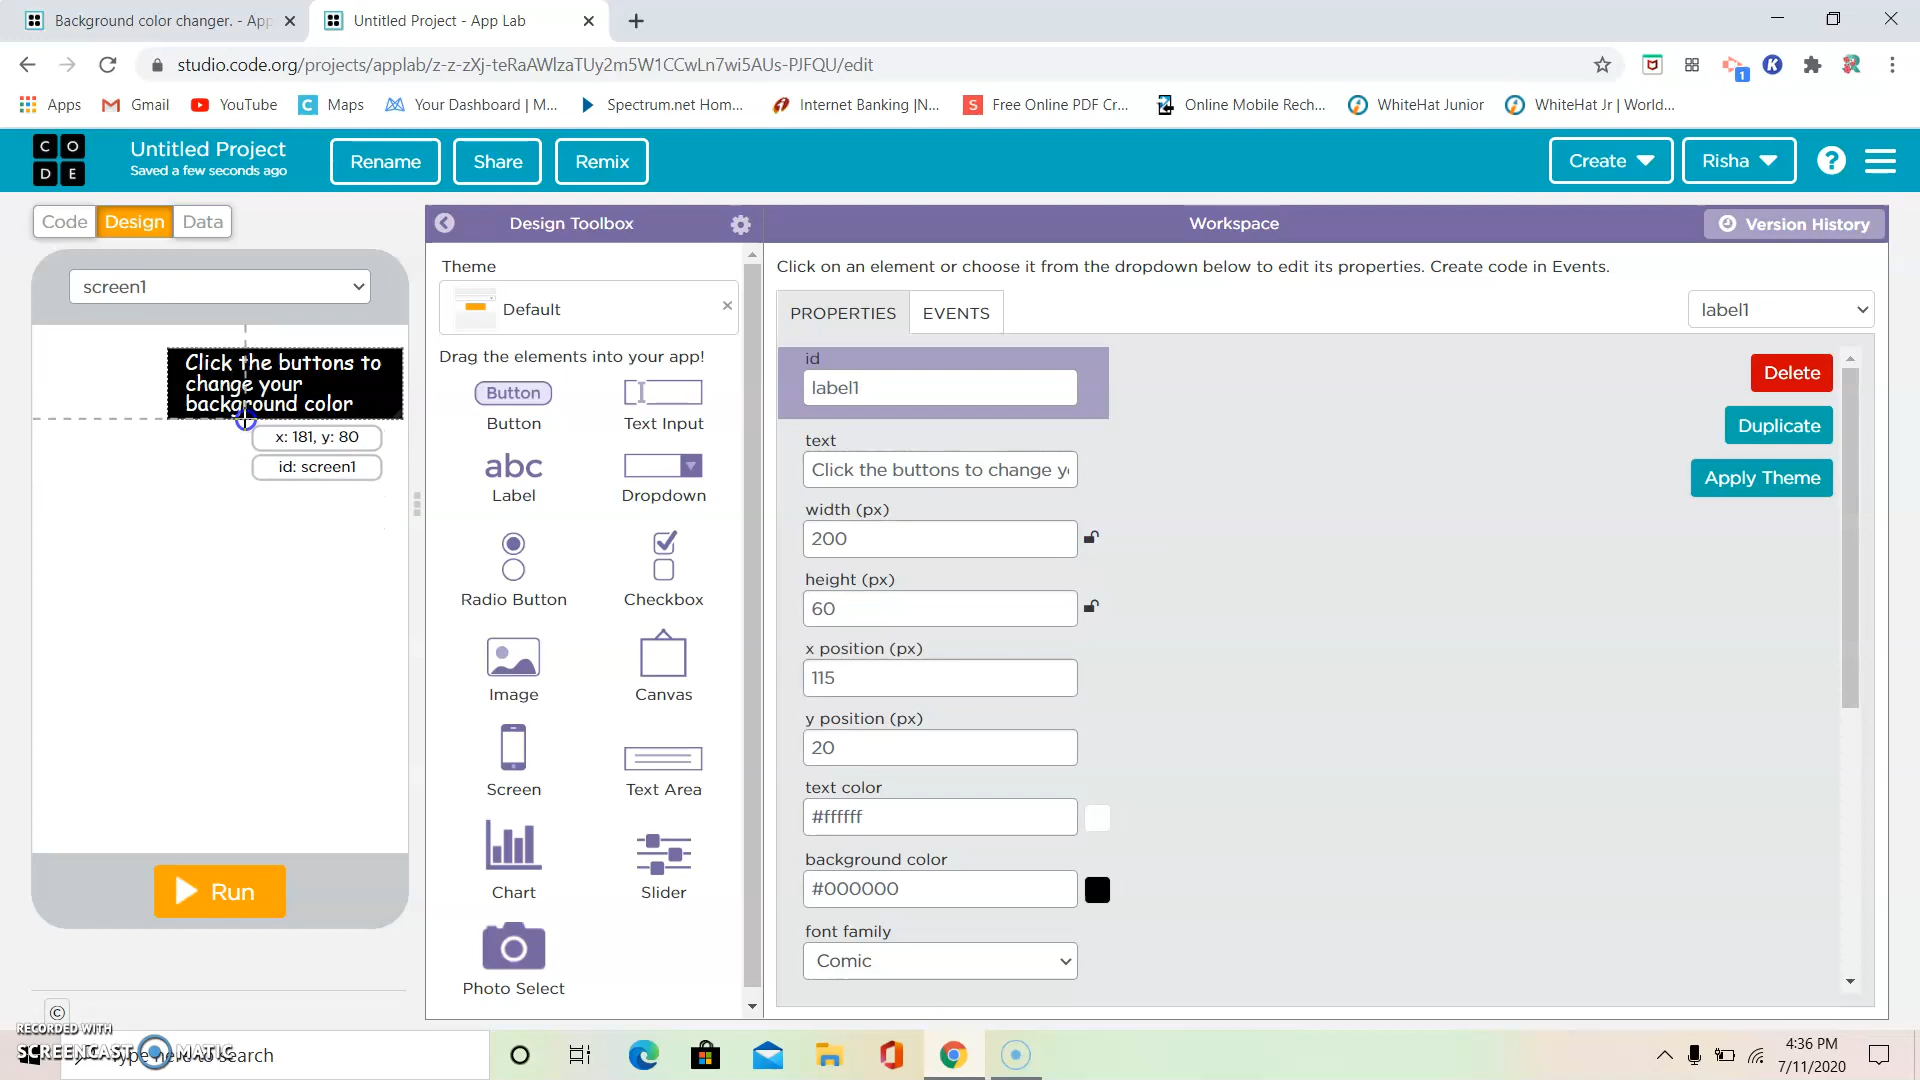 Background color changer. - App
Untitled Project - App Lab
studio.code.org/projects/applab/z-z-zXj-teRaAWlzaTUy2m5W1CCwLn7wi5AUs-PJFQU/edit
1
K
Apps
Gmail
YouTube
C
Maps
Your Dashboard | M...
Spectrum.net Hom...
Internet Banking |N...
S
Free Online PDF Cr...
Online Mobile Rech...
WhiteHat Junior
WhiteHat Jr | World...
C O
D E
Untitled Project
Saved a few seconds ago
Rename
Share
Remix
Create
Risha
?
Code
Design
Data
Design Toolbox
Workspace
Version History
screen1
Click the buttons to
change your
background color
x: 181, y: 80
id: screen1
Run
©
Theme
Default
Drag the elements into your app!
Button
Button
Text Input
abc
Label
Dropdown
Radio Button
Checkbox
Image
Canvas
Screen
Text Area
Chart
Slider
Photo Select
Click on an element or choose it from the dropdown below to edit its properties. Create code in Events.
PROPERTIES
EVENTS
label1
id
label1
Delete
text
Click the buttons to change y
Duplicate
Apply Theme
width (px)
200
height (px)
60
x position (px)
115
y position (px)
20
text color
#ffffff
background color
#000000
font family
Comic
RECORDED WITH
SCREENCAST MATIC
Type here to search
4:36 PM
7/11/2020